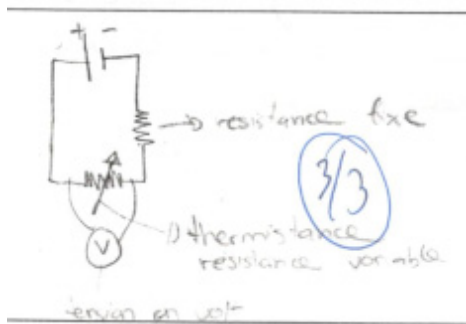 + -
resistance fixe
3/3
thermistance
resistance variable
V
tension en volt